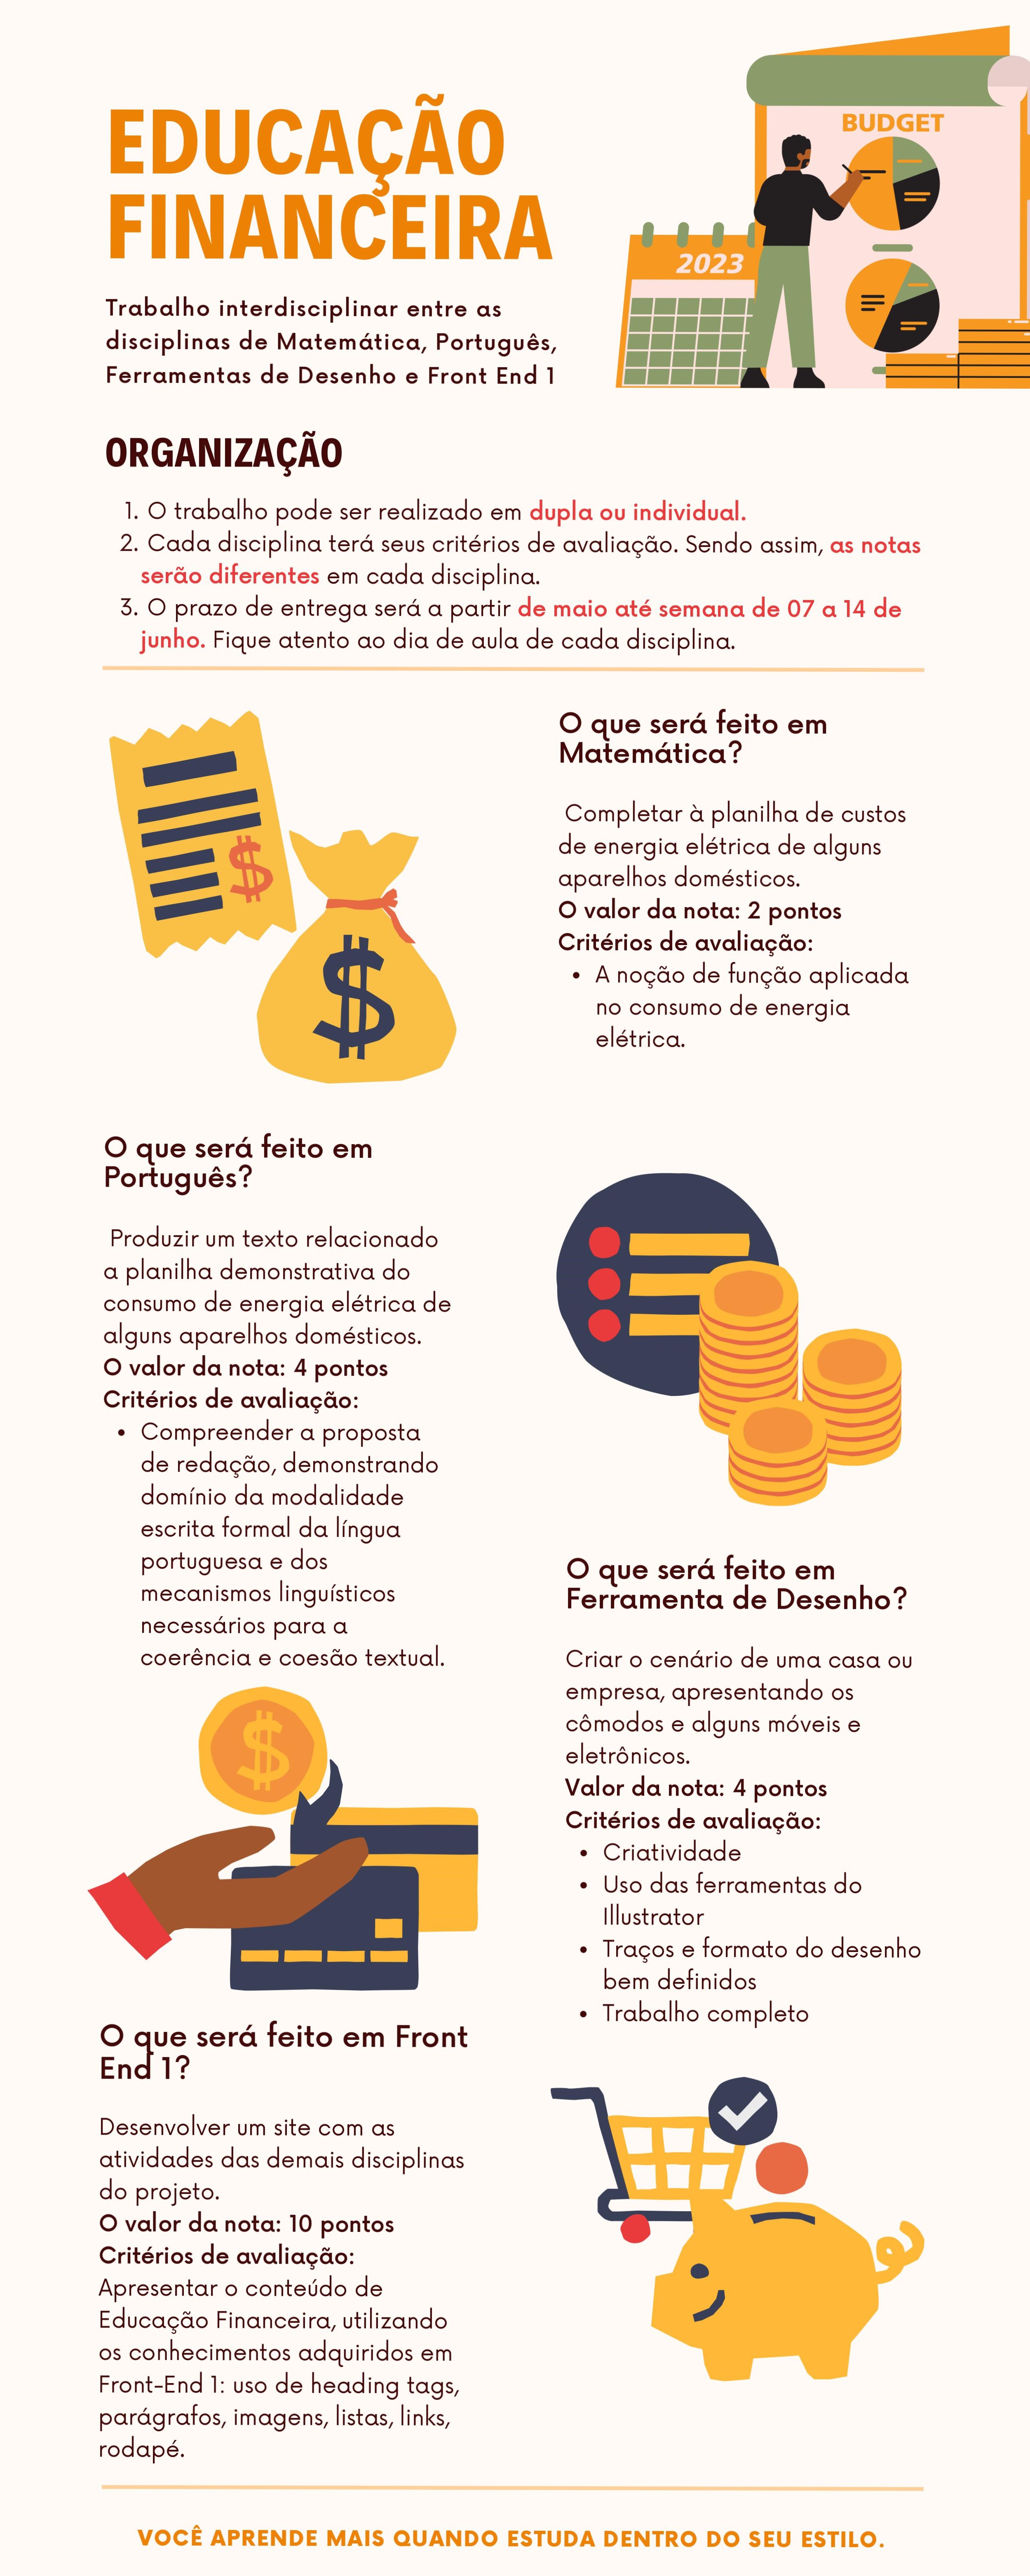 EDUCAÇÃO
FINANCEIRA
Trabalho interdisciplinar entre as
disciplinas de Matemática, Português,
Ferramentas de Desenho e Front End 1
BUDGET
2023
ORGANIZAÇÃO
1. O trabalho pode ser realizado em dupla ou individual.
2. Cada disciplina terá seus critérios de avaliação. Sendo assim, as notas
serão diferentes em cada disciplina.
3. O prazo de entrega será a partir de maio até semana de 07 a 14 de
junho. Fique atento ao dia de aula de cada disciplina.
$
$
O que será feito em
Matemática?
Completar à planilha de custos
de energia elétrica de alguns
aparelhos domésticos.
O valor da nota: 2 pontos
Critérios de avaliação:
• A noção de função aplicada
no consumo de energia
elétrica.
O que será feito em
Português?
Produzir um texto relacionado
a planilha demonstrativa do
consumo de energia elétrica de
alguns aparelhos domésticos.
O valor da nota: 4 pontos
Critérios de avaliação:
• Compreender a proposta
de redação, demonstrando
domínio da modalidade
escrita formal da língua
portuguesa e dos
mecanismos linguísticos
necessários para a
coerência e coesão textual.
O que será feito em
Ferramenta de Desenho?
Criar o cenário de uma casa ou
empresa, apresentando os
cômodos e alguns móveis e
eletrônicos.
Valor da nota: 4 pontos
Critérios de avaliação:
• Criatividade
• Uso das ferramentas do
Illustrator
• Traços e formato do desenho
bem definidos
• Trabalho completo
$
O que será feito em Front
End 1?
Desenvolver um site com as
atividades das demais disciplinas
do projeto.
O valor da nota: 10 pontos
Critérios de avaliação:
Apresentar o conteúdo de
Educação Financeira, utilizando
os conhecimentos adquiridos em
Front-End 1: uso de heading tags,
parágrafos, imagens, listas, links,
rodapé.
VOCÊ APRENDE MAIS QUANDO ESTUDA DENTRO DO SEU ESTILO.